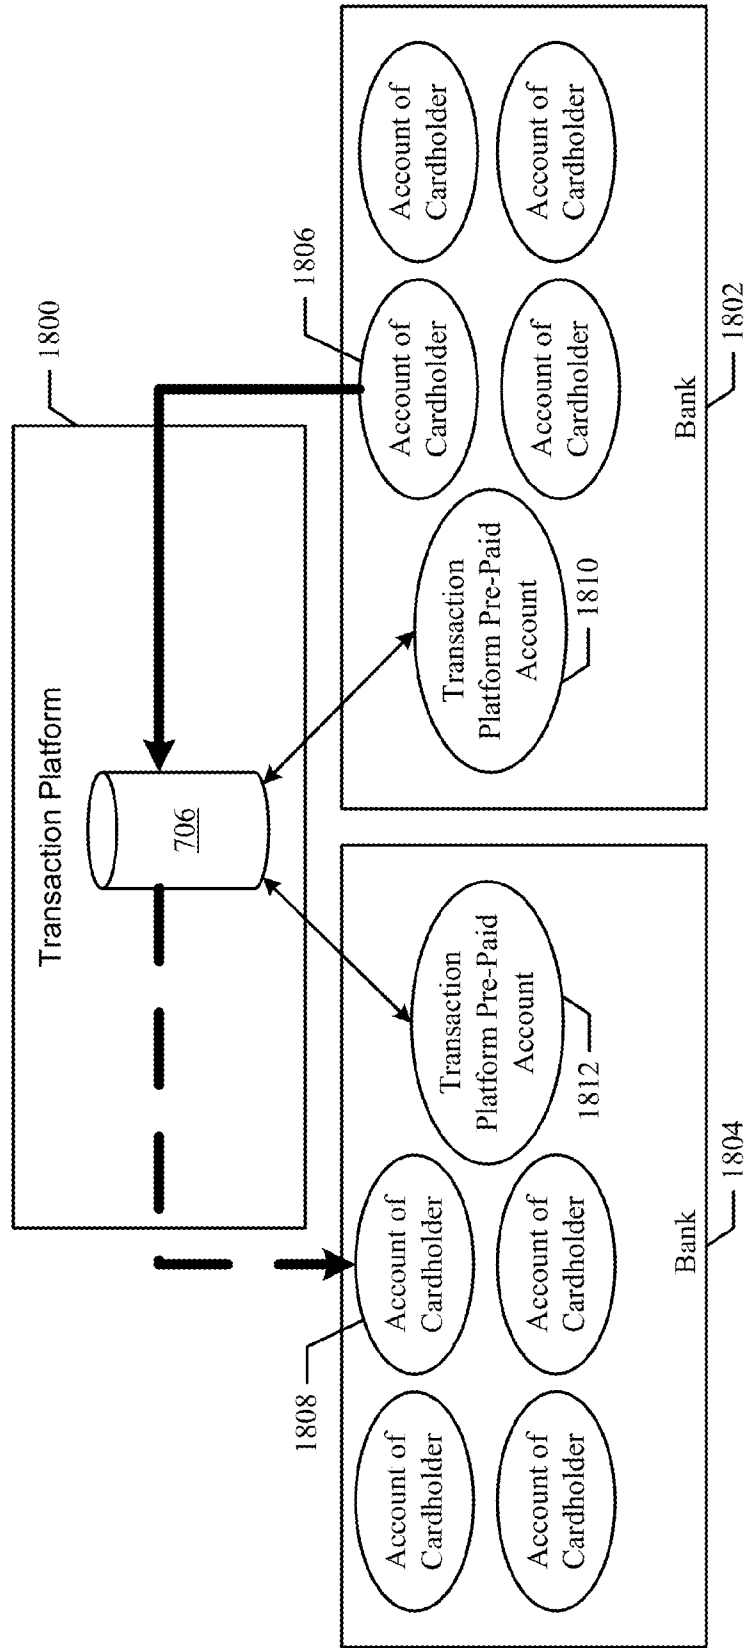 Transaction Platform
1800
706
1808
1806
Account of
Cardholder
Account of
Cardholder
Account of
Cardholder
Account of
Cardholder
Transaction
Platform Pre-Paid
Account
1812
Bank
1804
Transaction
Platform Pre-Paid
Account
1810
Account of
Cardholder
Account of
Cardholder
Account of
Cardholder
Account of
Cardholder
Bank
1802